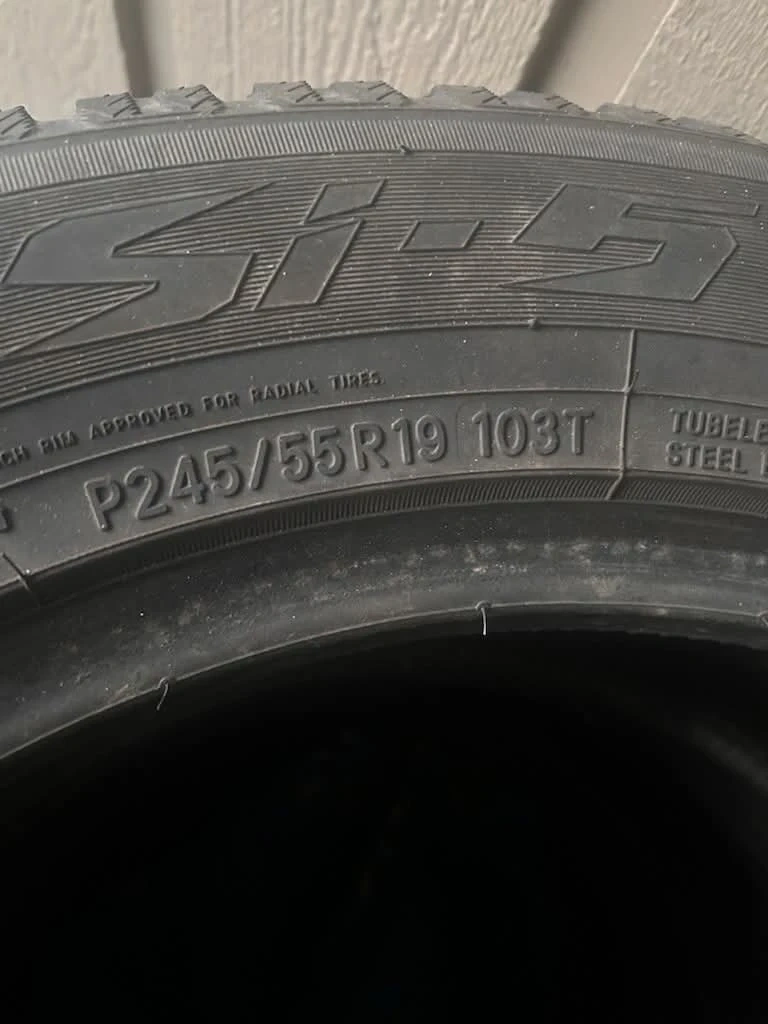 Si-5
RIM APPROVED FOR RADIAL TIRES.
P245/55R19 103T
TUBELE
STEEL